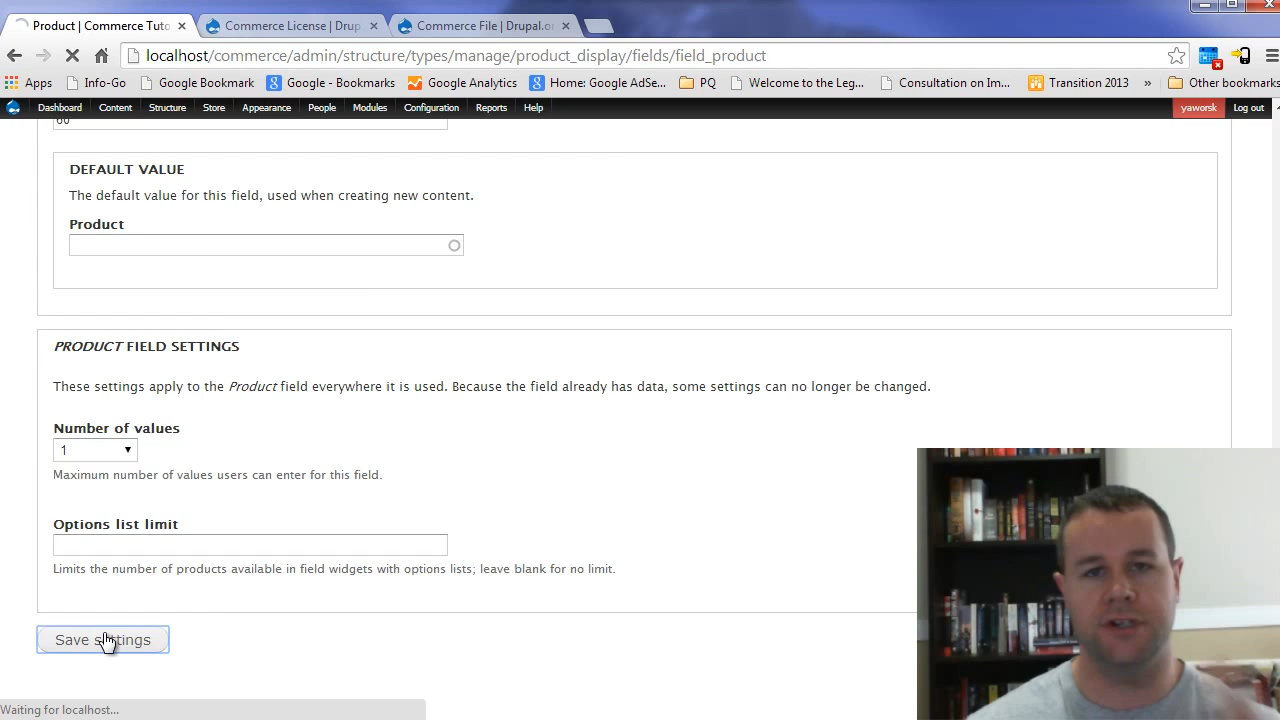 Product | Commerce Tuto
Commerce License | Drup
Commerce File | Drupal.or
localhost/commerce/admin/structure/types/manage/product_display/fields/field_product
Apps Info-Go Google Bookmark Google Bookmarks Google Analytics Home: Google AdSe... PQ Welcome to the Leg... Consultation on Im... Transition 2013 » Other bookmarks
Dashboard Content Structure Store Appearance People Modules Configuration Reports Help yaworsk Log out
60
DEFAULT VALUE
The default value for this field, used when creating new content.
Product
PRODUCT FIELD SETTINGS
These settings apply to the Product field everywhere it is used. Because the field already has data, some settings can no longer be changed.
Number of values
1
Maximum number of values users can enter for this field.
Options list limit
Limits the number of products available in field widgets with options lists; leave blank for no limit.
Save settings
Waiting for localhost...